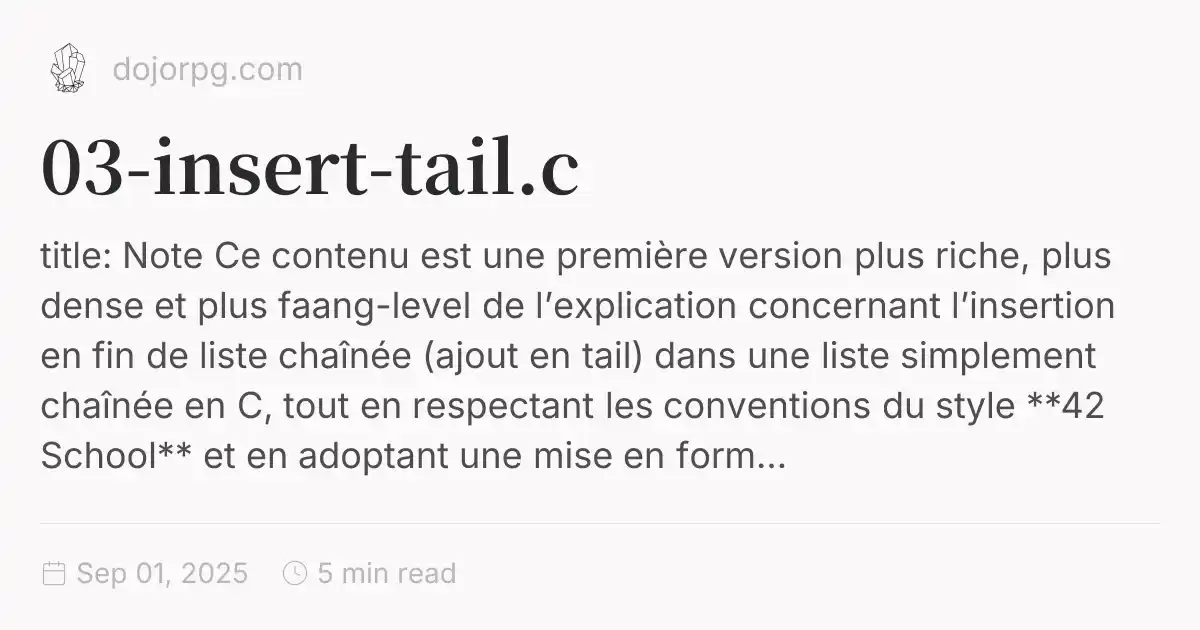 dojorpg.com
03-insert-tail.c
title: Note Ce contenu est une première version plus riche, plus
dense et plus faang-level de l’explication concernant l’insertion
en fin de liste chaînée (ajout en tail) dans une liste simplement
chaînée en C, tout en respectant les conventions du style **42
School** et en adoptant une mise en form...
Sep 01, 2025 5 min read